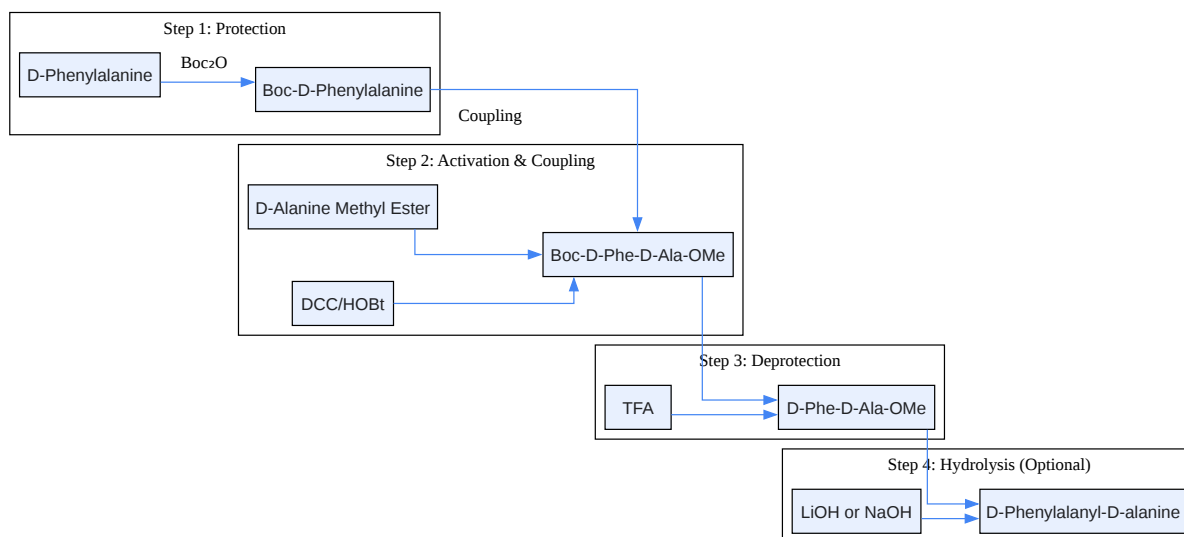 Step 1: Protection
D-Phenylalanine
Boc₂O
Boc-D-Phenylalanine
Coupling
Step 2: Activation & Coupling
D-Alanine Methyl Ester
Boc-D-Phe-D-Ala-OMe
DCC/HOBt
Step 3: Deprotection
TFA
D-Phe-D-Ala-OMe
Step 4: Hydrolysis (Optional)
LiOH or NaOH
D-Phenylalanyl-D-alanine